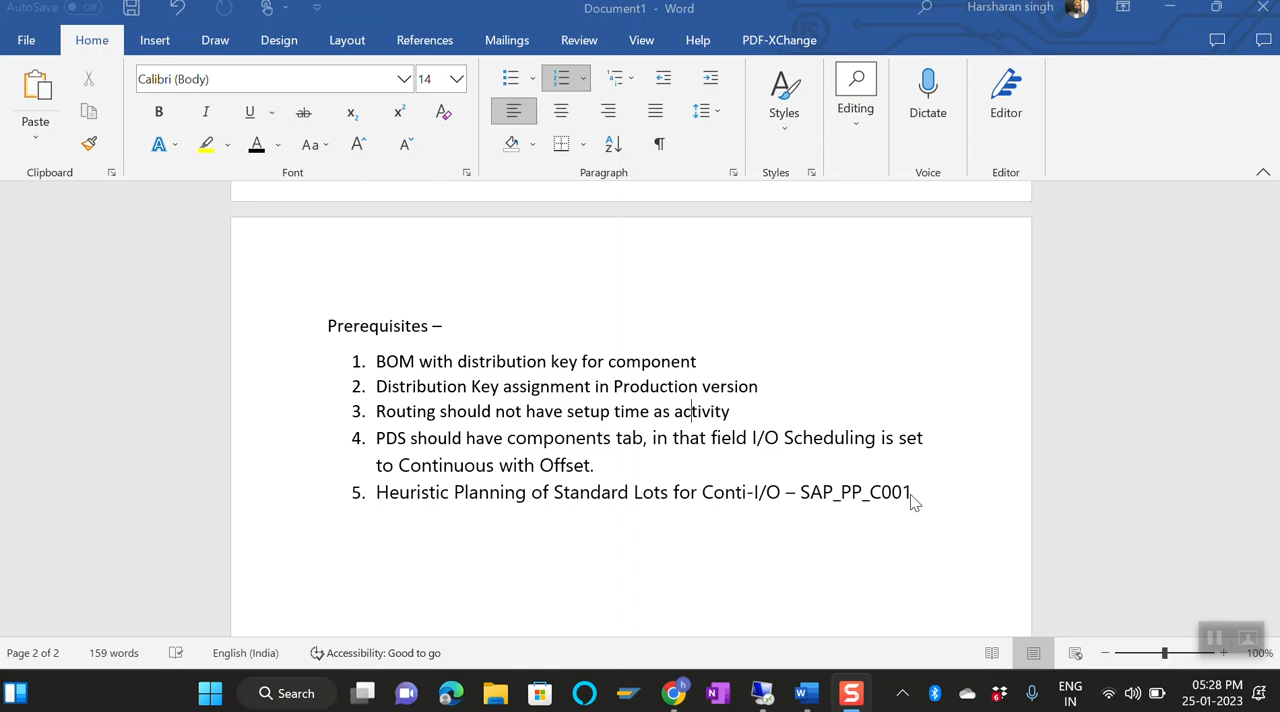 AutoSave Off
Document1 - Word
Harsharan singh
File Home Insert Draw Design Layout References Mailings Review View Help PDF-XChange
Calibri (Body) 14
Paste
Styles
Editing
Dictate
Editor
Clipboard Font Paragraph Styles Voice Editor
Prerequisites –
1. BOM with distribution key for component
2. Distribution Key assignment in Production version
3. Routing should not have setup time as activity
4. PDS should have components tab, in that field I/O Scheduling is set
to Continuous with Offset.
5. Heuristic Planning of Standard Lots for Conti-I/O – SAP_PP_C001
Page 2 of 2 159 words English (India) Accessibility: Good to go 100%
Search
ENG
IN
05:28 PM
25-01-2023